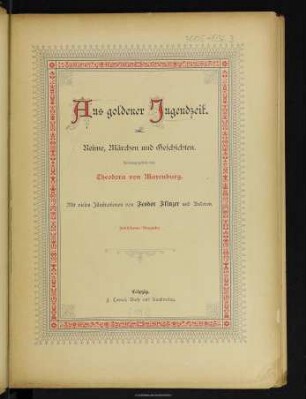 Aus goldener Jugendzeit.
Reime, Märchen und Geschichten.
Herausgegeben von
Theodora von Mayenburg.
Mit vielen Illustrationen von Fedor Flinzer und Anderen.
Leipzig.